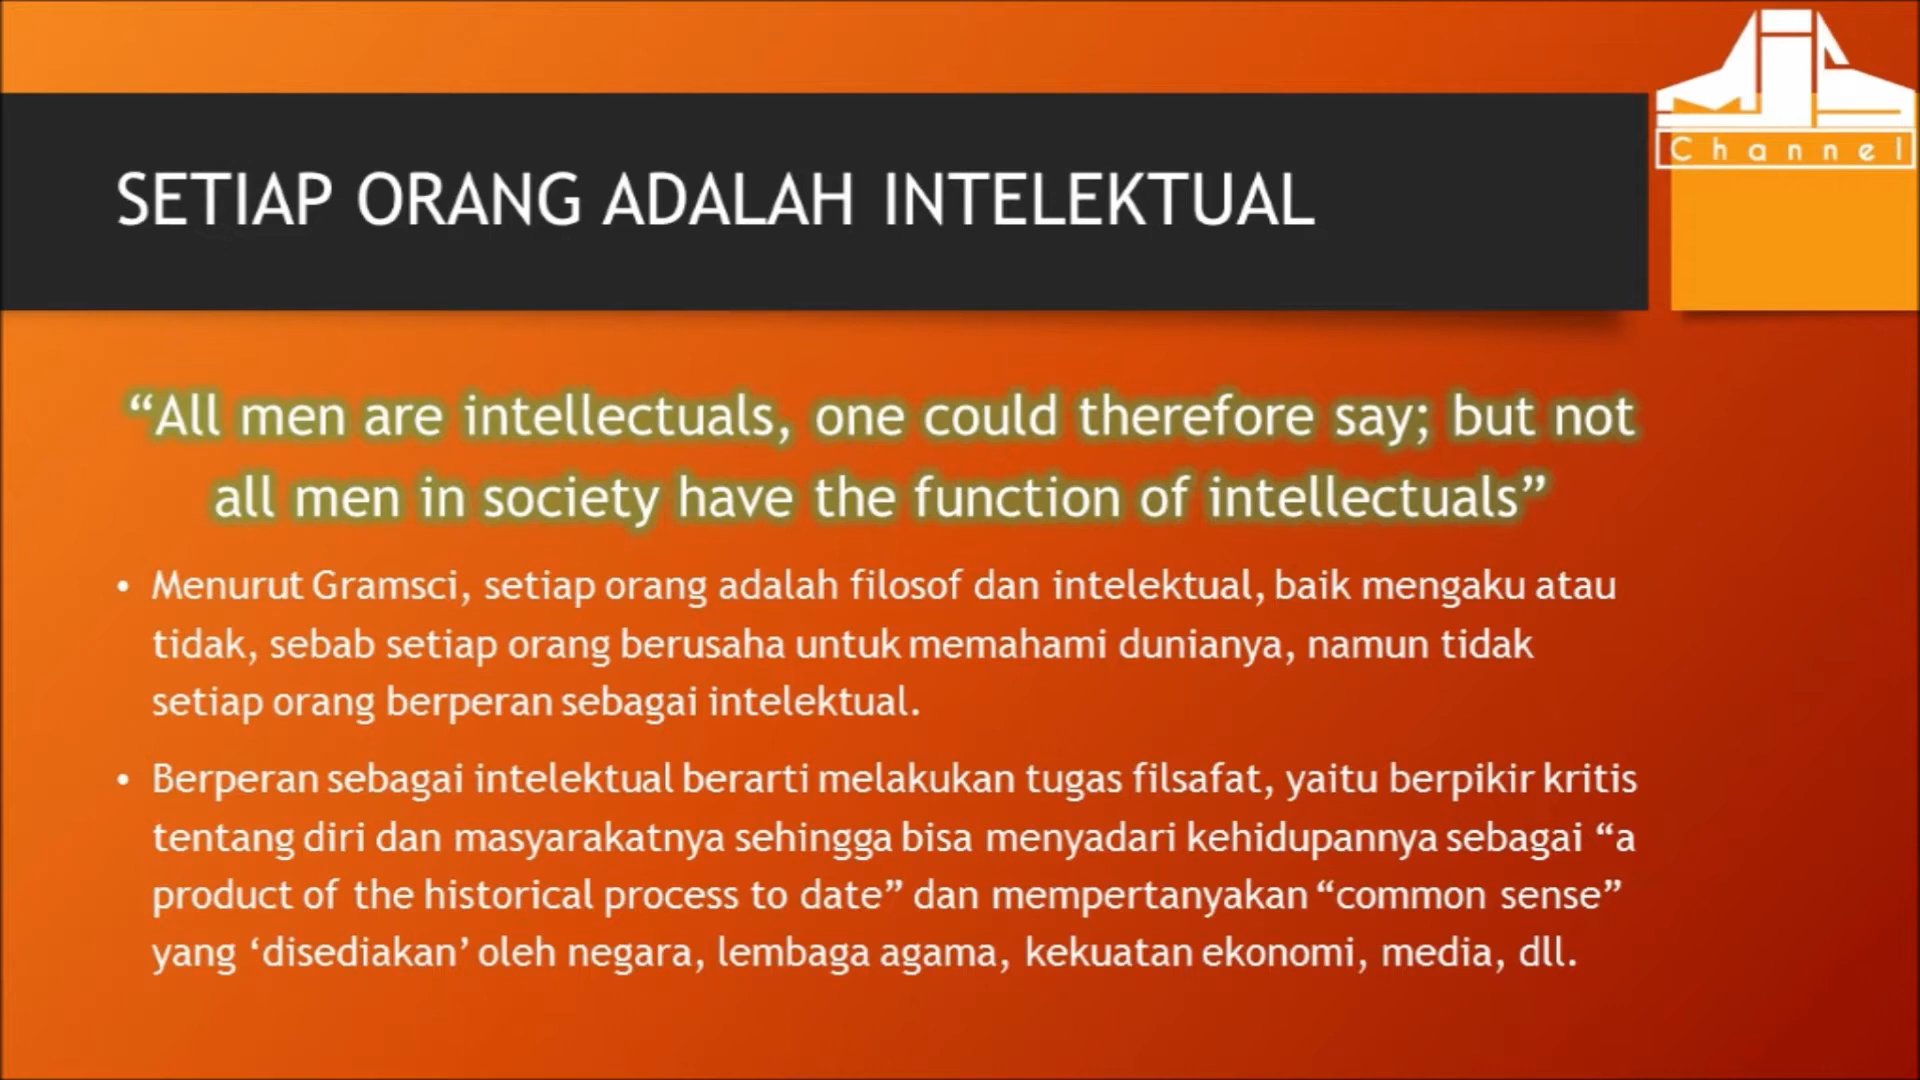 SETIAP ORANG ADALAH INTELEKTUAL
MJS
Channel
“All men are intellectuals, one could therefore say; but not
all men in society have the function of intellectuals”
• Menurut Gramsci, setiap orang adalah filosof dan intelektual, baik mengaku atau
tidak, sebab setiap orang berusaha untuk memahami dunianya, namun tidak
setiap orang berperan sebagai intelektual.
• Berperan sebagai intelektual berarti melakukan tugas filsafat, yaitu berpikir kritis
tentang diri dan masyarakatnya sehingga bisa menyadari kehidupannya sebagai “a
product of the historical process to date” dan mempertanyakan “common sense”
yang ‘disediakan’ oleh negara, lembaga agama, kekuatan ekonomi, media, dll.